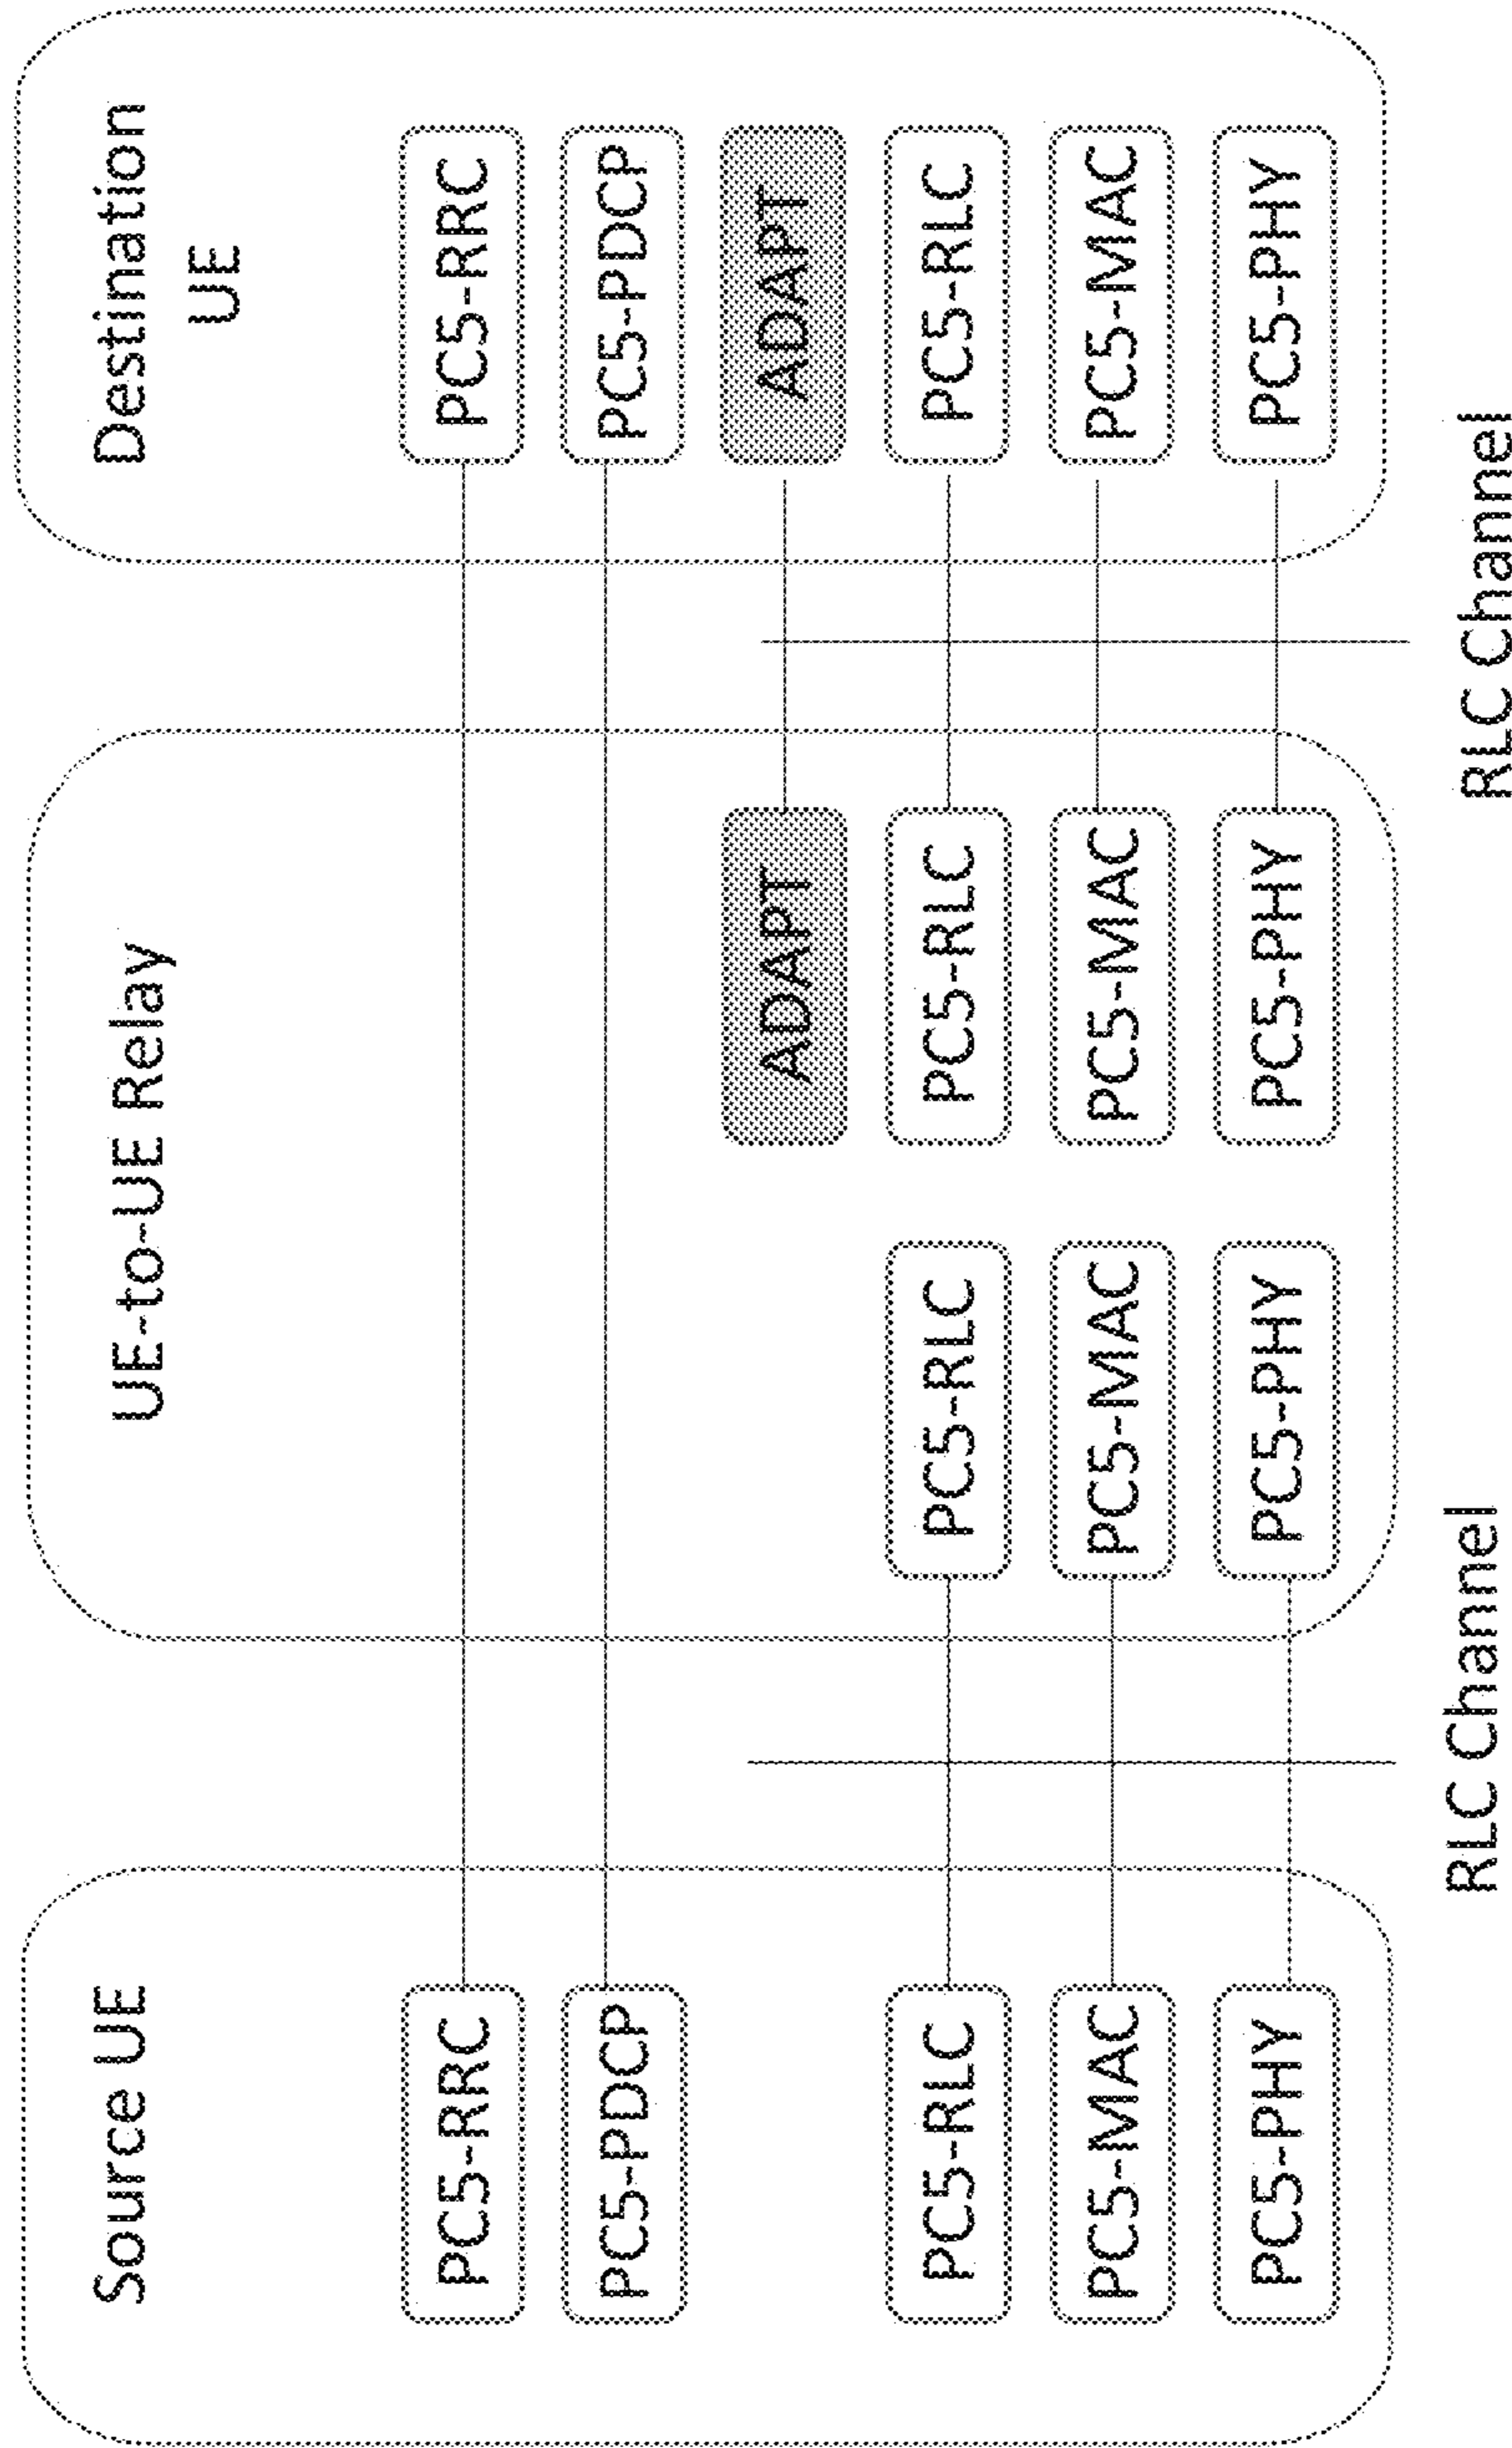 Source UE
PC5-RRC
PC5-PDCP
PC5-RLC
PC5-MAC
PC5-PHY
UE-to-UE Relay
PC5-RLC
PC5-MAC
PC5-PHY
ADAPT
PC5-RLC
PC5-MAC
PC5-PHY
Destination
UE
PC5-RRC
PC5-PDCP
ADAPT
PC5-RLC
PC5-MAC
PC5-PHY
RLC Channel
RLC Channel